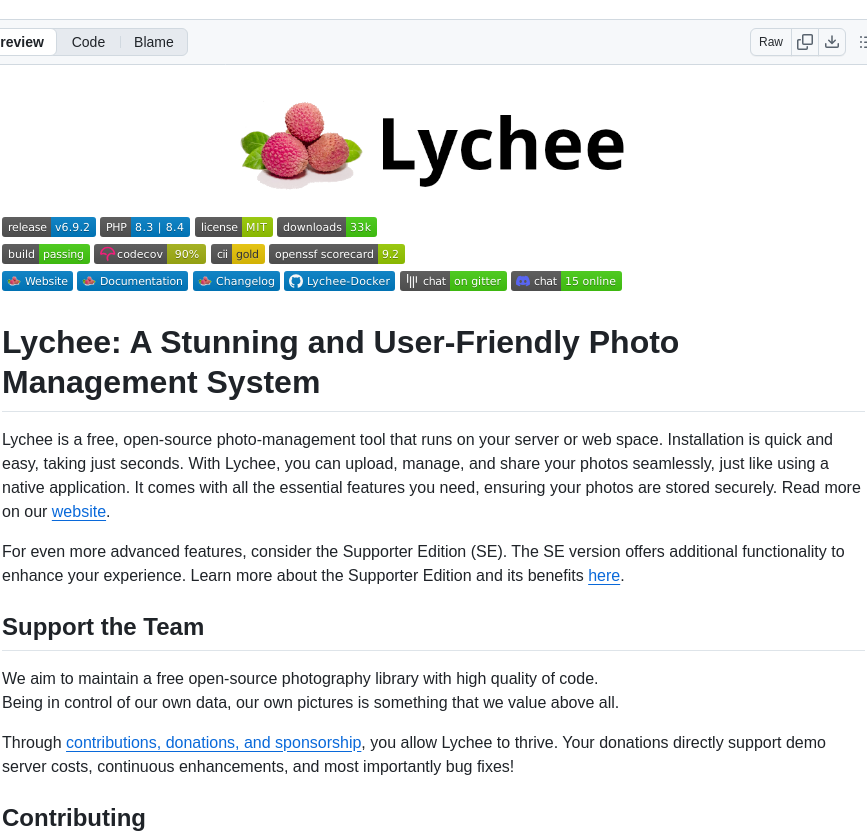 review Code Blame Raw
Lychee
release v6.9.2 PHP 8.3 | 8.4 license MIT downloads 33k
build passing codecov 90% cii gold openssf scorecard 9.2
Website Documentation Changelog Lychee-Docker chat on gitter chat 15 online
Lychee: A Stunning and User-Friendly Photo
Management System
Lychee is a free, open-source photo-management tool that runs on your server or web space. Installation is quick and
easy, taking just seconds. With Lychee, you can upload, manage, and share your photos seamlessly, just like using a
native application. It comes with all the essential features you need, ensuring your photos are stored securely. Read more
on our website.
For even more advanced features, consider the Supporter Edition (SE). The SE version offers additional functionality to
enhance your experience. Learn more about the Supporter Edition and its benefits here.
Support the Team
We aim to maintain a free open-source photography library with high quality of code.
Being in control of our own data, our own pictures is something that we value above all.
Through contributions, donations, and sponsorship, you allow Lychee to thrive. Your donations directly support demo
server costs, continuous enhancements, and most importantly bug fixes!
Contributing